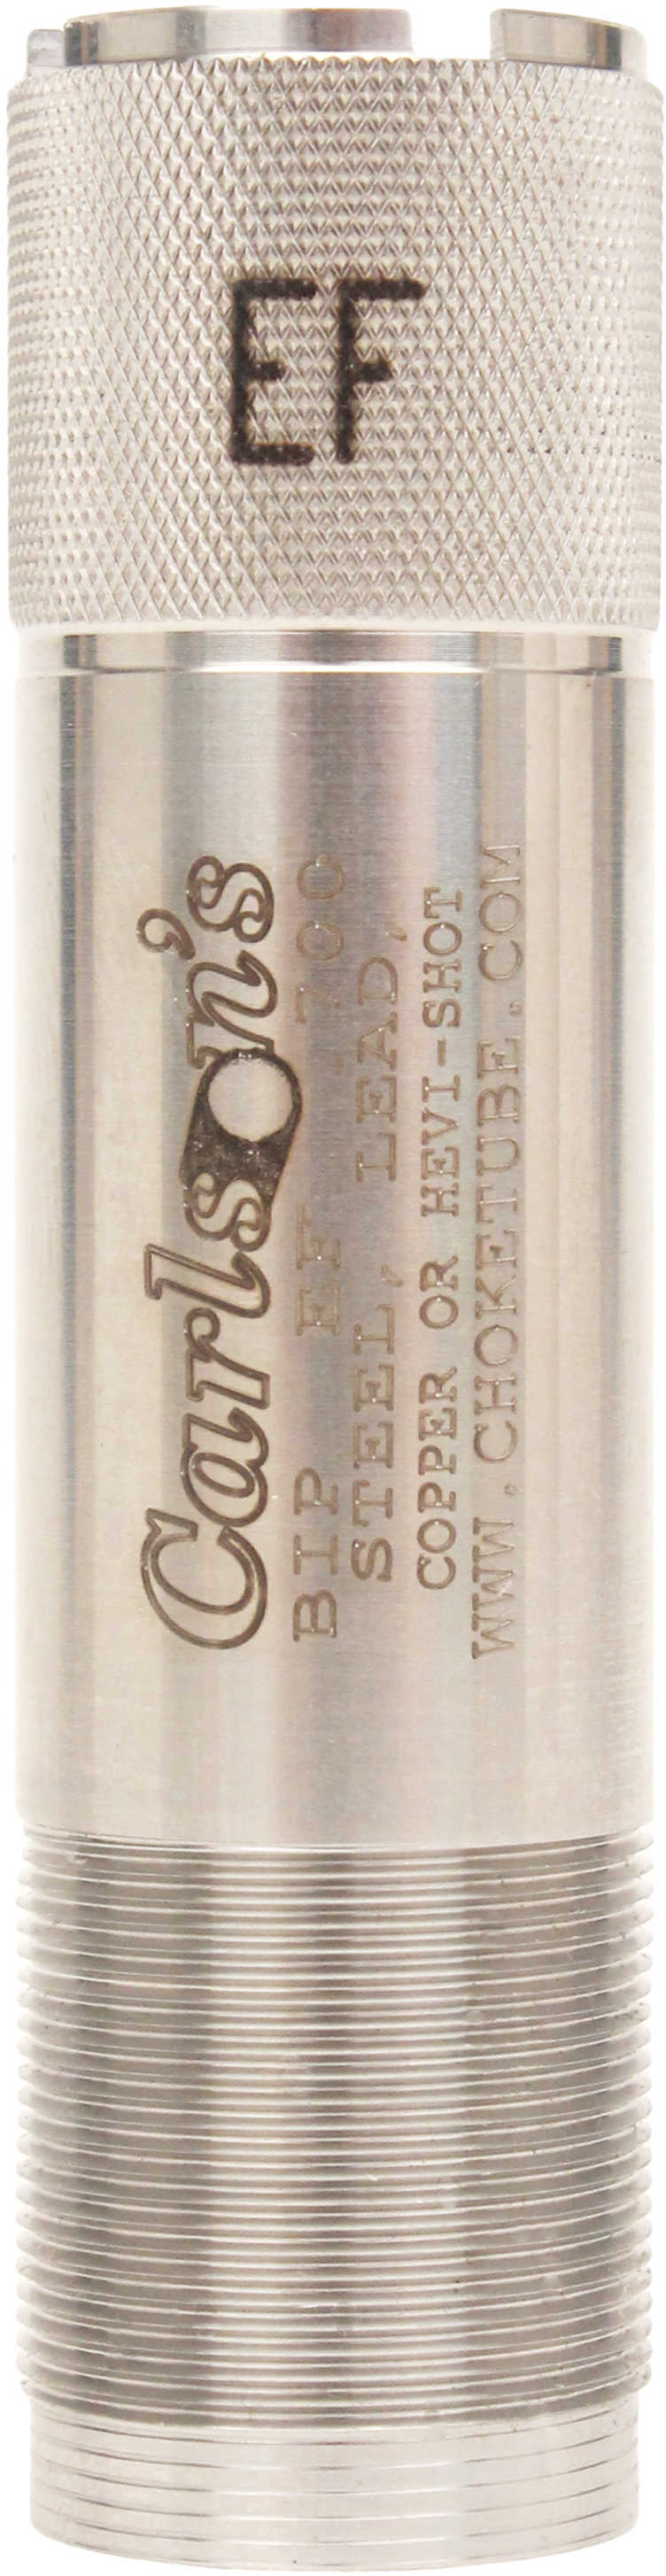 EF
Carlson's
BIP EF .700
STEEL, LEAD,
COPPER OR HEVI-SHOT
WWW.CHOKETUBE.COM